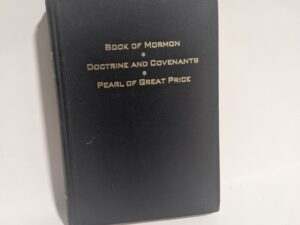 BOOK OF MORMON
•
DOCTRINE AND COVENANTS
•
PEARL OF GREAT PRICE